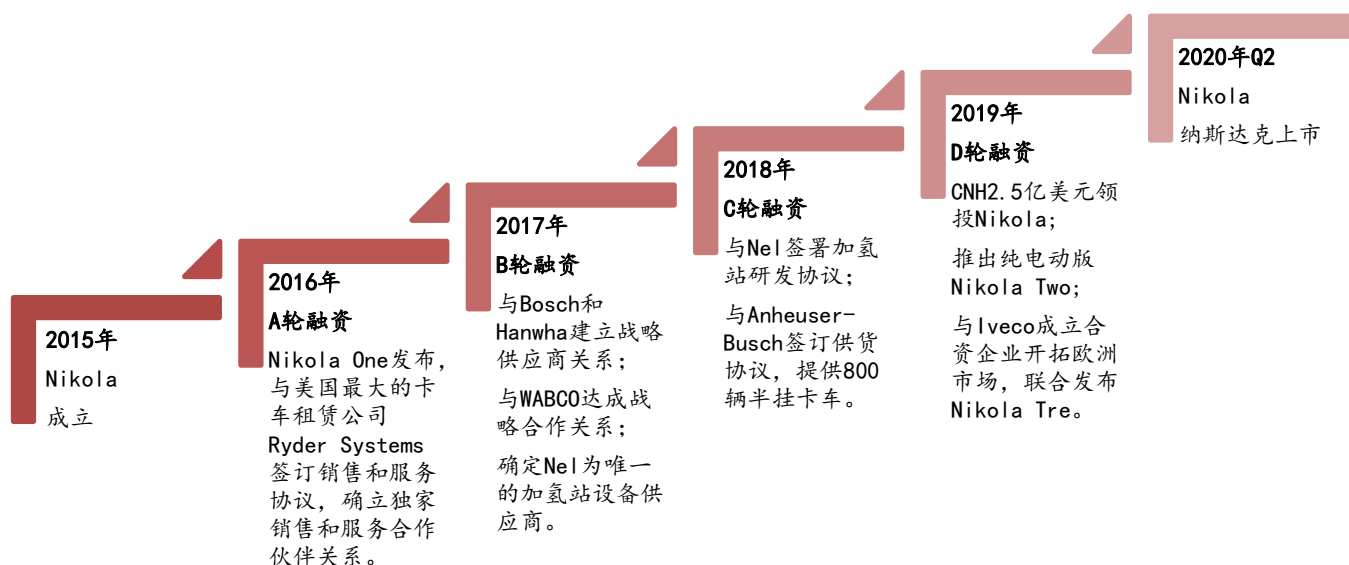 2015年
Nikola
成立
2016年
A轮融资
Nikola One发布,
与美国最大的卡
车租赁公司
Ryder Systems
签订销售和服务
协议, 确立独家
销售和服务合作
伙伴关系。
2017年
B轮融资
与Bosch和
Hanwha建立战略
供应商关系;
与WABCO达成战
略合作关系;
确定Nel为唯一
的加氢站设备供
应商。
2018年
C轮融资
与Nel签署加氢
站研发协议;
与Anheuser-
Busch签订供货
协议, 提供800
辆半挂卡车。
2019年
D轮融资
CNH2.5亿美元领
投Nikola;
推出纯电动版
Nikola Two;
与Iveco成立合
资企业开拓欧洲
市场, 联合发布
Nikola Tre。
2020年Q2
Nikola
纳斯达克上市